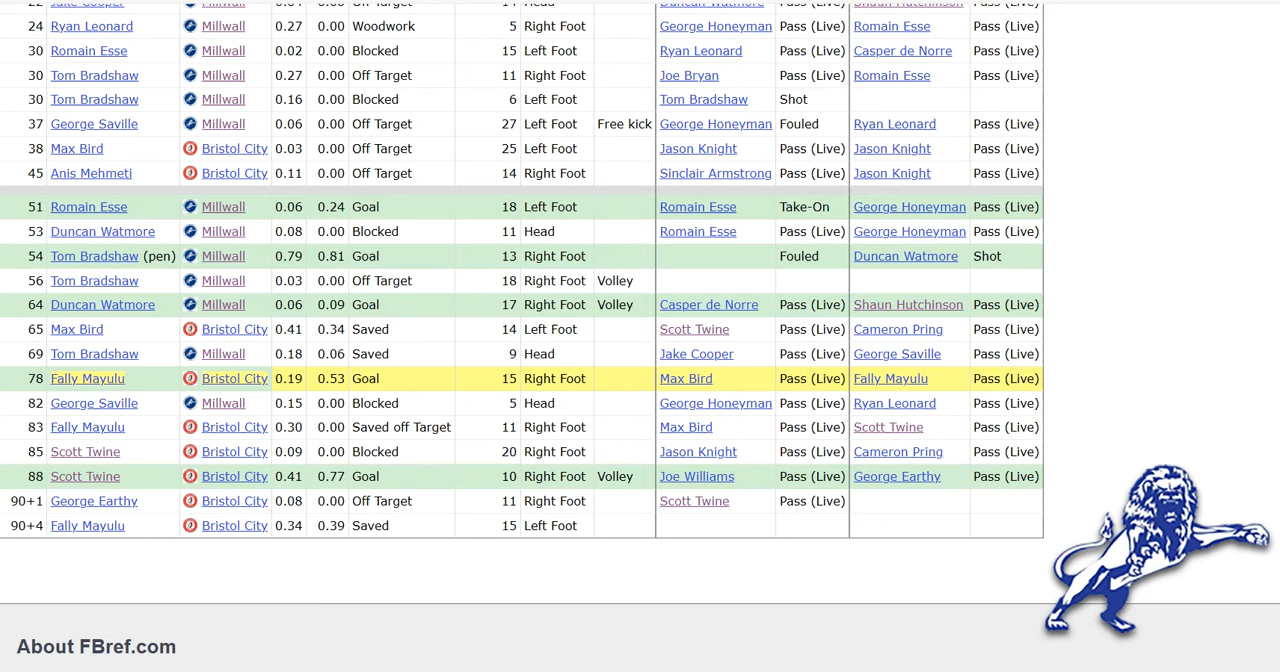 22 Jake Cooper Millwall 0.04 0.00 Off Target 14 Head Duncan Watmore Pass (Live) Shaun Hutchinson Pass (Live)
24 Ryan Leonard Millwall 0.27 0.00 Woodwork 5 Right Foot George Honeyman Pass (Live) Romain Esse Pass (Live)
30 Romain Esse Millwall 0.02 0.00 Blocked 15 Left Foot Ryan Leonard Pass (Live) Casper de Norre Pass (Live)
30 Tom Bradshaw Millwall 0.27 0.00 Off Target 11 Right Foot Joe Bryan Pass (Live) Romain Esse Pass (Live)
30 Tom Bradshaw Millwall 0.16 0.00 Blocked 6 Left Foot Tom Bradshaw Shot
37 George Saville Millwall 0.06 0.00 Off Target 27 Left Foot Free kick George Honeyman Fouled Ryan Leonard Pass (Live)
38 Max Bird Bristol City 0.03 0.00 Off Target 25 Left Foot Jason Knight Pass (Live) Jason Knight Pass (Live)
45 Anis Mehmeti Bristol City 0.11 0.00 Off Target 14 Right Foot Sinclair Armstrong Pass (Live) Jason Knight Pass (Live)
51 Romain Esse Millwall 0.06 0.24 Goal 18 Left Foot Romain Esse Take-On George Honeyman Pass (Live)
53 Duncan Watmore Millwall 0.08 0.00 Blocked 11 Head Romain Esse Pass (Live) George Honeyman Pass (Live)
54 Tom Bradshaw (pen) Millwall 0.79 0.81 Goal 13 Right Foot Fouled Duncan Watmore Shot
56 Tom Bradshaw Millwall 0.03 0.00 Off Target 18 Right Foot Volley
64 Duncan Watmore Millwall 0.06 0.09 Goal 17 Right Foot Volley Casper de Norre Pass (Live) Shaun Hutchinson Pass (Live)
65 Max Bird Bristol City 0.41 0.34 Saved 14 Left Foot Scott Twine Pass (Live) Cameron Pring Pass (Live)
69 Tom Bradshaw Millwall 0.18 0.06 Saved 9 Head Jake Cooper Pass (Live) George Saville Pass (Live)
78 Fally Mayulu Bristol City 0.19 0.53 Goal 15 Right Foot Max Bird Pass (Live) Fally Mayulu Pass (Live)
82 George Saville Millwall 0.15 0.00 Blocked 5 Head George Honeyman Pass (Live) Ryan Leonard Pass (Live)
83 Fally Mayulu Bristol City 0.30 0.00 Saved off Target 11 Right Foot Max Bird Pass (Live) Scott Twine Pass (Live)
85 Scott Twine Bristol City 0.09 0.00 Blocked 20 Right Foot Jason Knight Pass (Live) Cameron Pring Pass (Live)
88 Scott Twine Bristol City 0.41 0.77 Goal 10 Right Foot Volley Joe Williams Pass (Live) George Earthy Pass (Live)
90+1 George Earthy Bristol City 0.08 0.00 Off Target 11 Right Foot Scott Twine Pass (Live)
90+4 Fally Mayulu Bristol City 0.34 0.39 Saved 15 Left Foot
About FBref.com